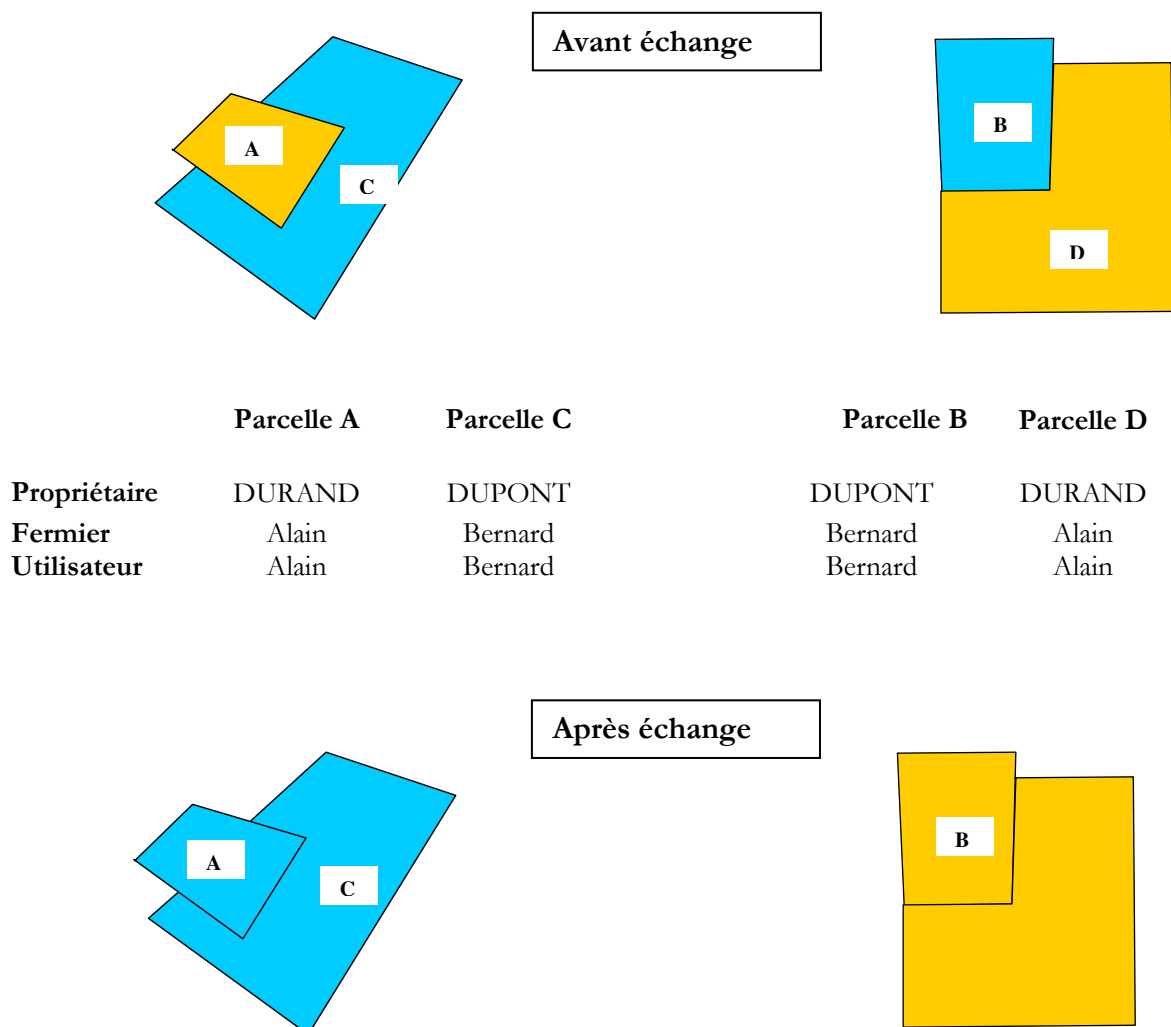 Avant échange
A
C
B
D
Parcelle A Parcelle C Parcelle B Parcelle D
Propriétaire DURAND DUPONT DUPONT DURAND
Fermier Alain Bernard Bernard Alain
Utilisateur Alain Bernard Bernard Alain
Après échange
A
C
B